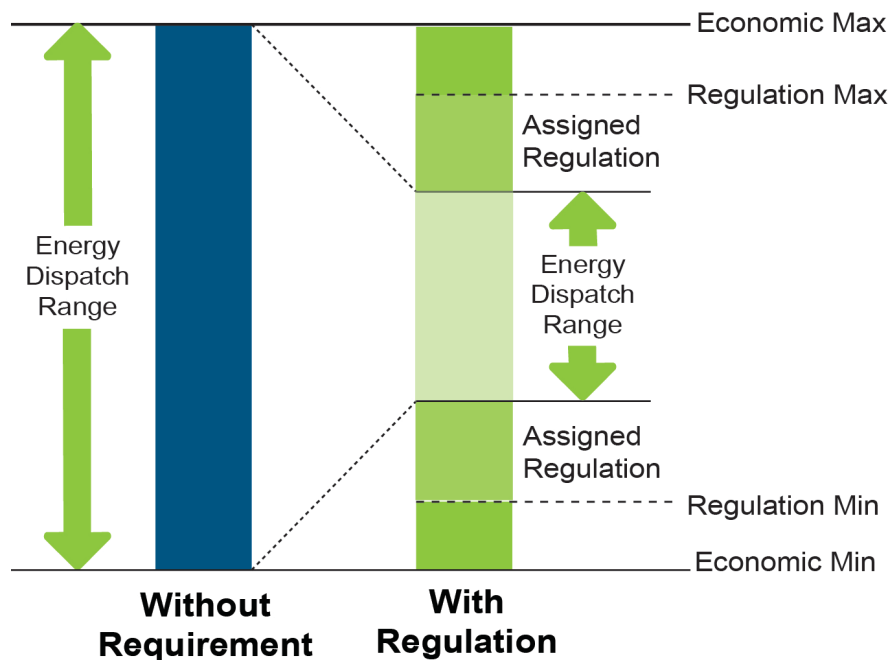 Economic Max
Regulation Max
Assigned
Regulation
Energy
Dispatch
Range
Energy
Dispatch
Range
Assigned
Regulation
Regulation Min
Economic Min
Without
Requirement
With
Regulation